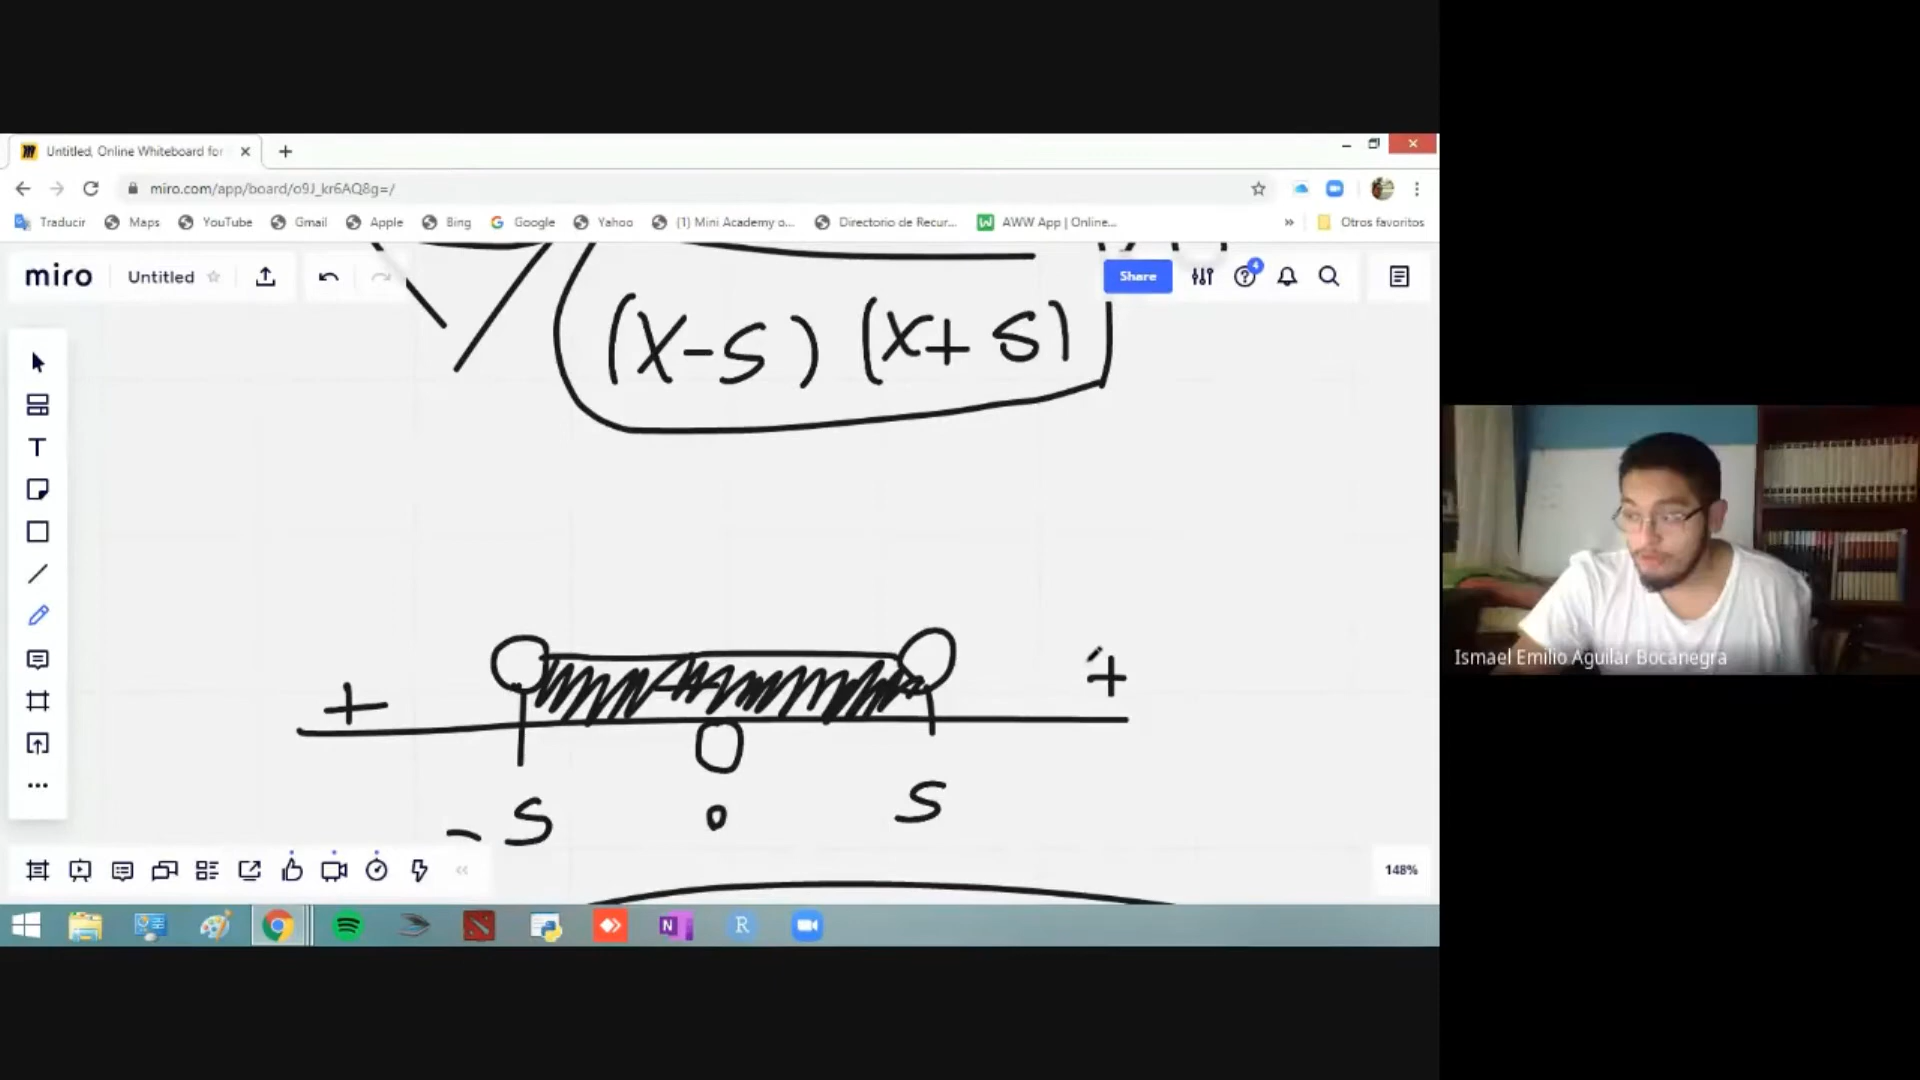 Untitled, Online Whiteboard for
miro.com/app/board/o9J_kr6AQ8g=/
Traducir Maps YouTube Gmail Apple Bing Google Yahoo (1) Mini Academy o... Directorio de Recur... AWW App | Online... » Otros favoritos
miro Untitled Share 4
(x-5) (x+5)
+ +
-5 0 5
148%
Ismael Emilio Aguilar Bocanegra